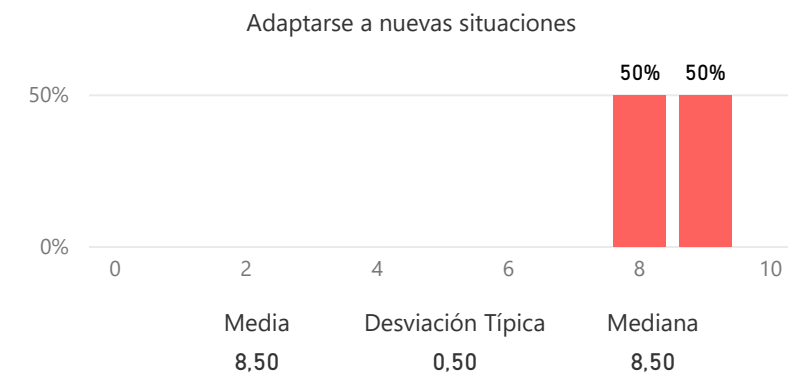 Adaptarse a nuevas situaciones
50% 50%
50%
0%
0 2 4 6 8 10
Media Desviación Típica Mediana
8,50 0,50 8,50